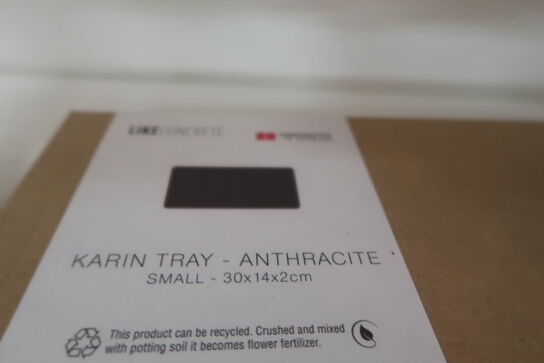 LIKECONCRETE
KARIN TRAY - ANTHRACITE
SMALL - 30x14x2cm
This product can be recycled. Crushed and mixed
with potting soil it becomes flower fertilizer.